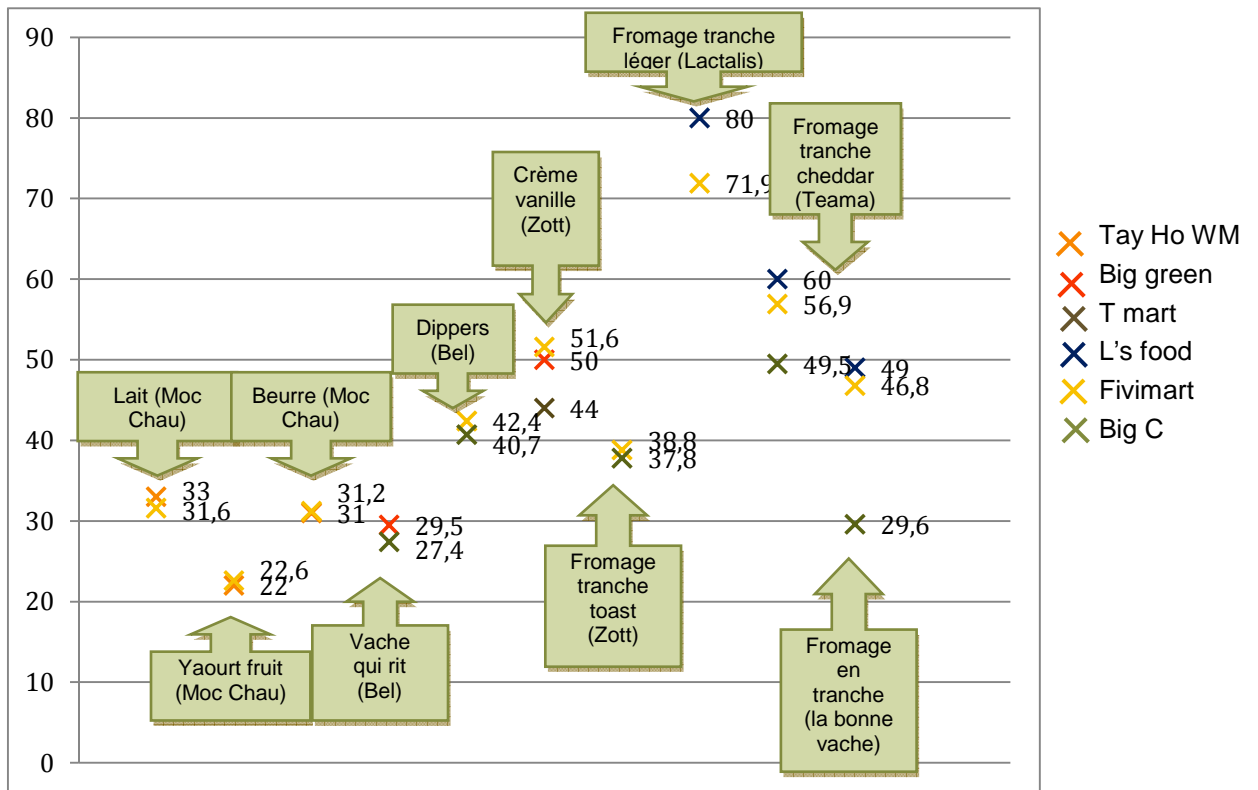 90
80
70
60
50
40
30
20
10
0
Fromage tranche
léger (Lactalis)
80
71,9
Fromage
tranche
cheddar
(Teama)
Crème
vanille
(Zott)
60
56,9
49,5
Dippers
(Bel)
51,6
50
44
49
46,8
Lait (Moc
Chau)
Beurre (Moc
Chau)
42,4
40,7
38,8
37,8
33
31,6
31,2
31
29,5
27,4
29,6
22,6
22
Yaourt fruit
(Moc Chau)
Vache
qui rit
(Bel)
Fromage
tranche
toast
(Zott)
Fromage
en
tranche
(la bonne
vache)
Tay Ho WM
Big green
T mart
L's food
Fivimart
Big C